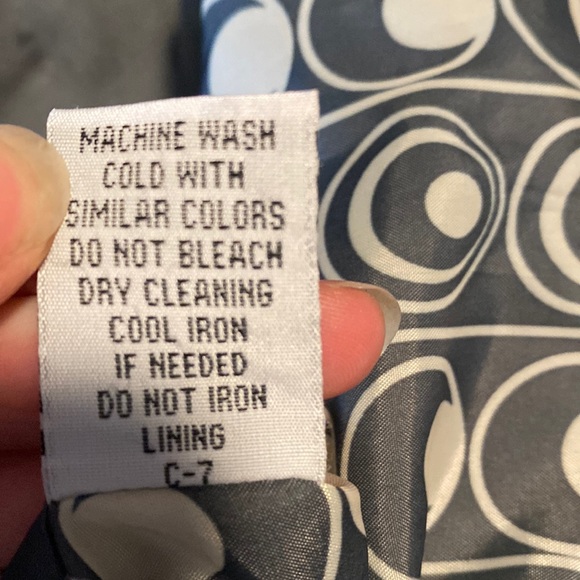 MACHINE WASH
COLD WITH
SIMILAR COLORS
DO NOT BLEACH
DRY CLEANING
COOL IRON
IF NEEDED
DO NOT IRON
LINING
C-7